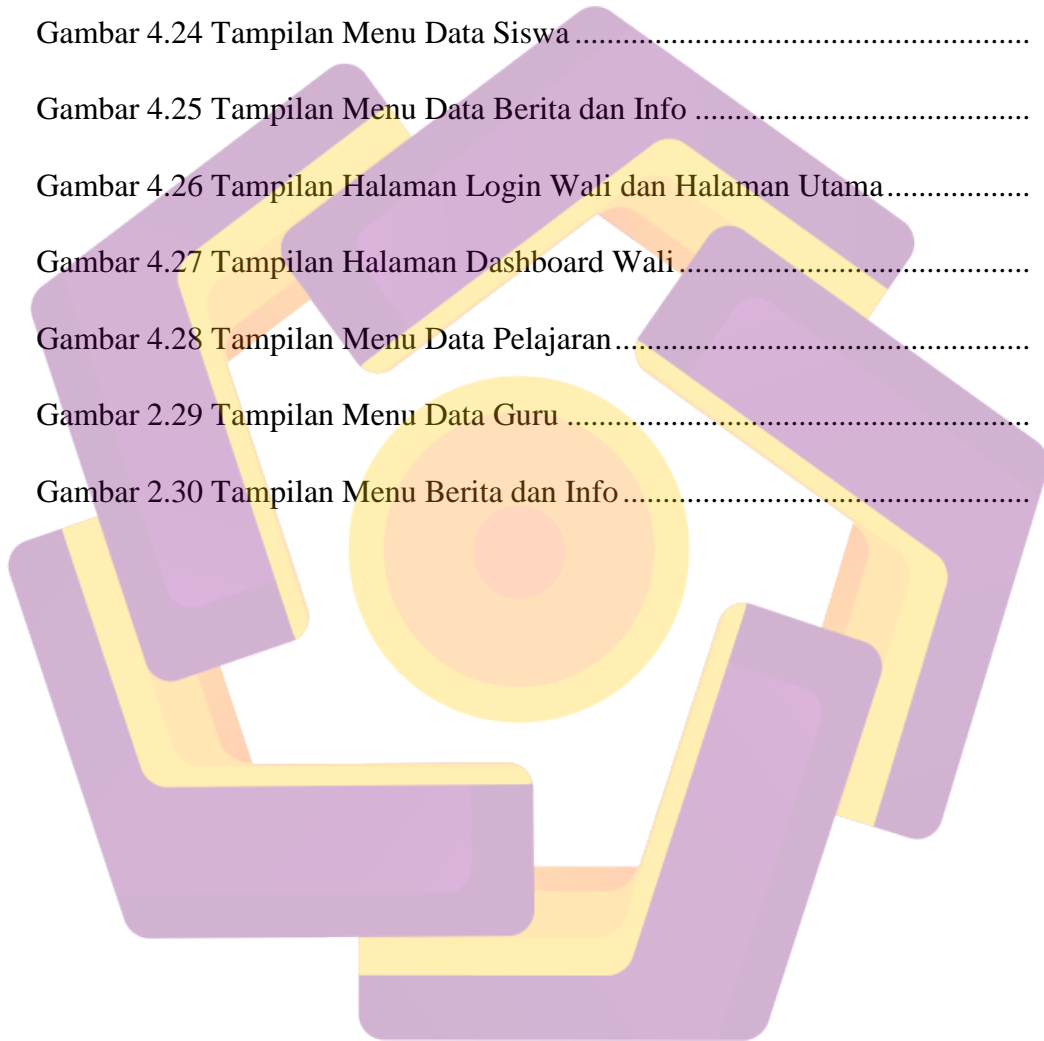 Gambar 4.24 Tampilan Menu Data Siswa ..........................................................
Gambar 4.25 Tampilan Menu Data Berita dan Info ...........................................
Gambar 4.26 Tampilan Halaman Login Wali dan Halaman Utama ..................
Gambar 4.27 Tampilan Halaman Dashboard Wali .............................................
Gambar 4.28 Tampilan Menu Data Pelajaran .....................................................
Gambar 2.29 Tampilan Menu Data Guru ...........................................................
Gambar 2.30 Tampilan Menu Berita dan Info ....................................................